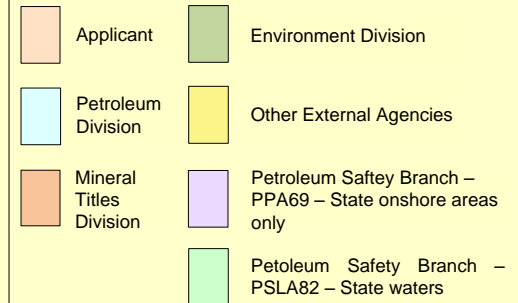 Applicant
Environment Division
Petroleum
Division
Other External Agencies
Mineral
Titles
Division
Petroleum Saftey Branch –
PPA69 – State onshore areas
only
Petoleum Safety Branch –
PSLA82 – State waters